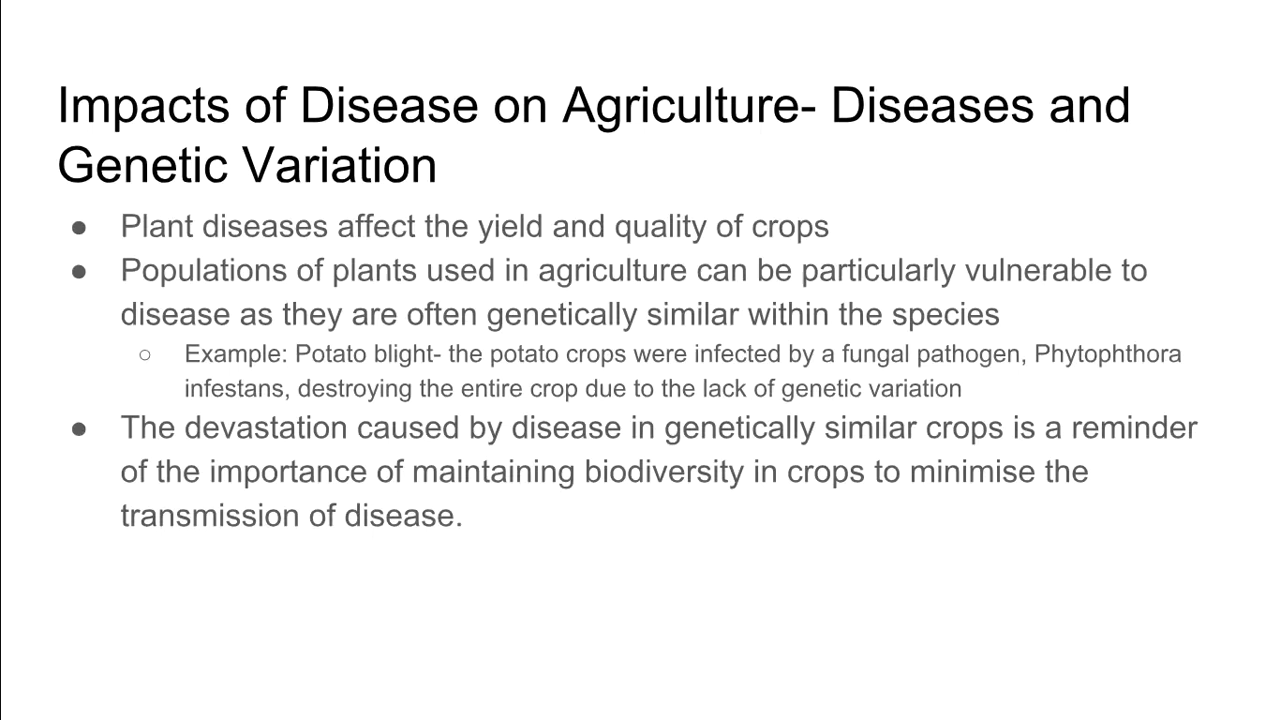 Impacts of Disease on Agriculture- Diseases and
Genetic Variation
● Plant diseases affect the yield and quality of crops
● Populations of plants used in agriculture can be particularly vulnerable to
disease as they are often genetically similar within the species
○ Example: Potato blight- the potato crops were infected by a fungal pathogen, Phytophthora
infestans, destroying the entire crop due to the lack of genetic variation
● The devastation caused by disease in genetically similar crops is a reminder
of the importance of maintaining biodiversity in crops to minimise the
transmission of disease.